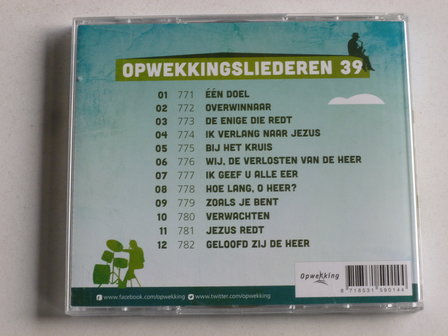 OPWEKKINGSLIEDEREN 39
01 771 ÉÉN DOEL
02 772 OVERWINNAAR
03 773 DE ENIGE DIE REDT
04 774 IK VERLANG NAAR JEZUS
05 775 BIJ HET KRUIS
06 776 WIJ, DE VERLOSTEN VAN DE HEER
07 777 IK GEEF U ALLE EER
08 778 HOE LANG, O HEER?
09 779 ZOALS JE BENT
10 780 VERWACHTEN
11 781 JEZUS REDT
12 782 GELOOFD ZIJ DE HEER
Opwekking
8 718531 590144
www.facebook.com/opwekking www.twitter.com/opwekking